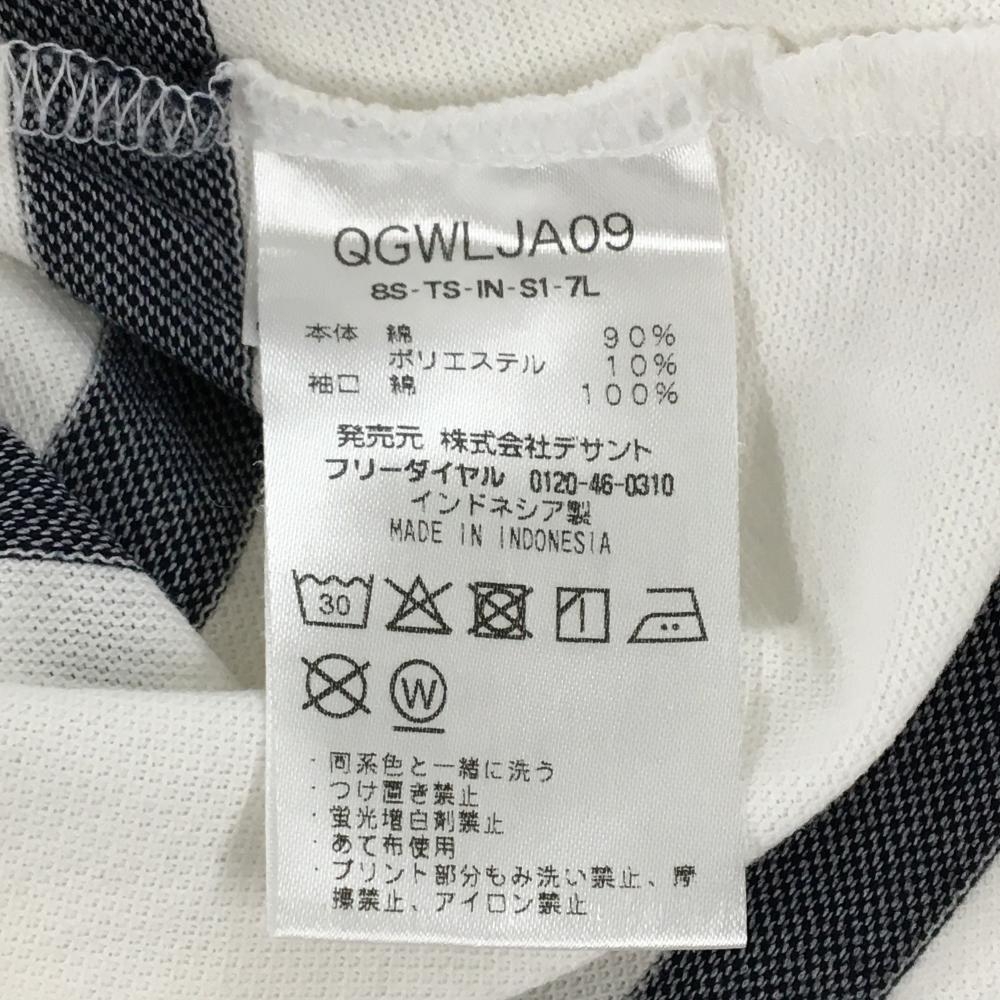 QGWLJA09
8S-TS-IN-S1-7L
本体 綿 90%
ポリエステル 10%
袖口 綿 100%
発売元 株式会社デサント
フリーダイヤル 0120-46-0310
インドネシア製
MADE IN INDONESIA
30
W
・同系色と一緒に洗う
・つけ置き禁止
・蛍光増白剤禁止
・あて布使用
・プリント部分もみ洗い禁止、摩
擦禁止、アイロン禁止